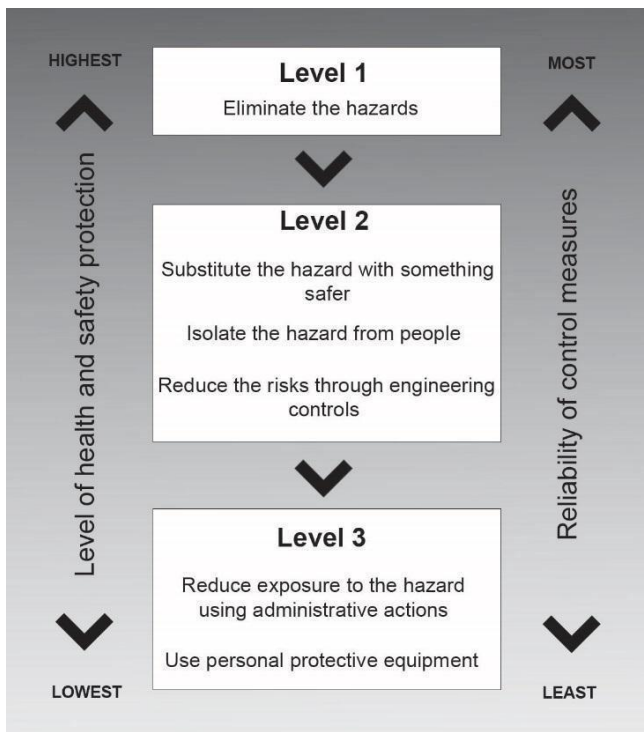 HIGHEST
MOST
Level 1
Eliminate the hazards
Level of health and safety protection
Reliability of control measures
Level 2
Substitute the hazard with something
safer
Isolate the hazard from people
Reduce the risks through engineering
controls
Level 3
Reduce exposure to the hazard
using administrative actions
Use personal protective equipment
LOWEST
LEAST